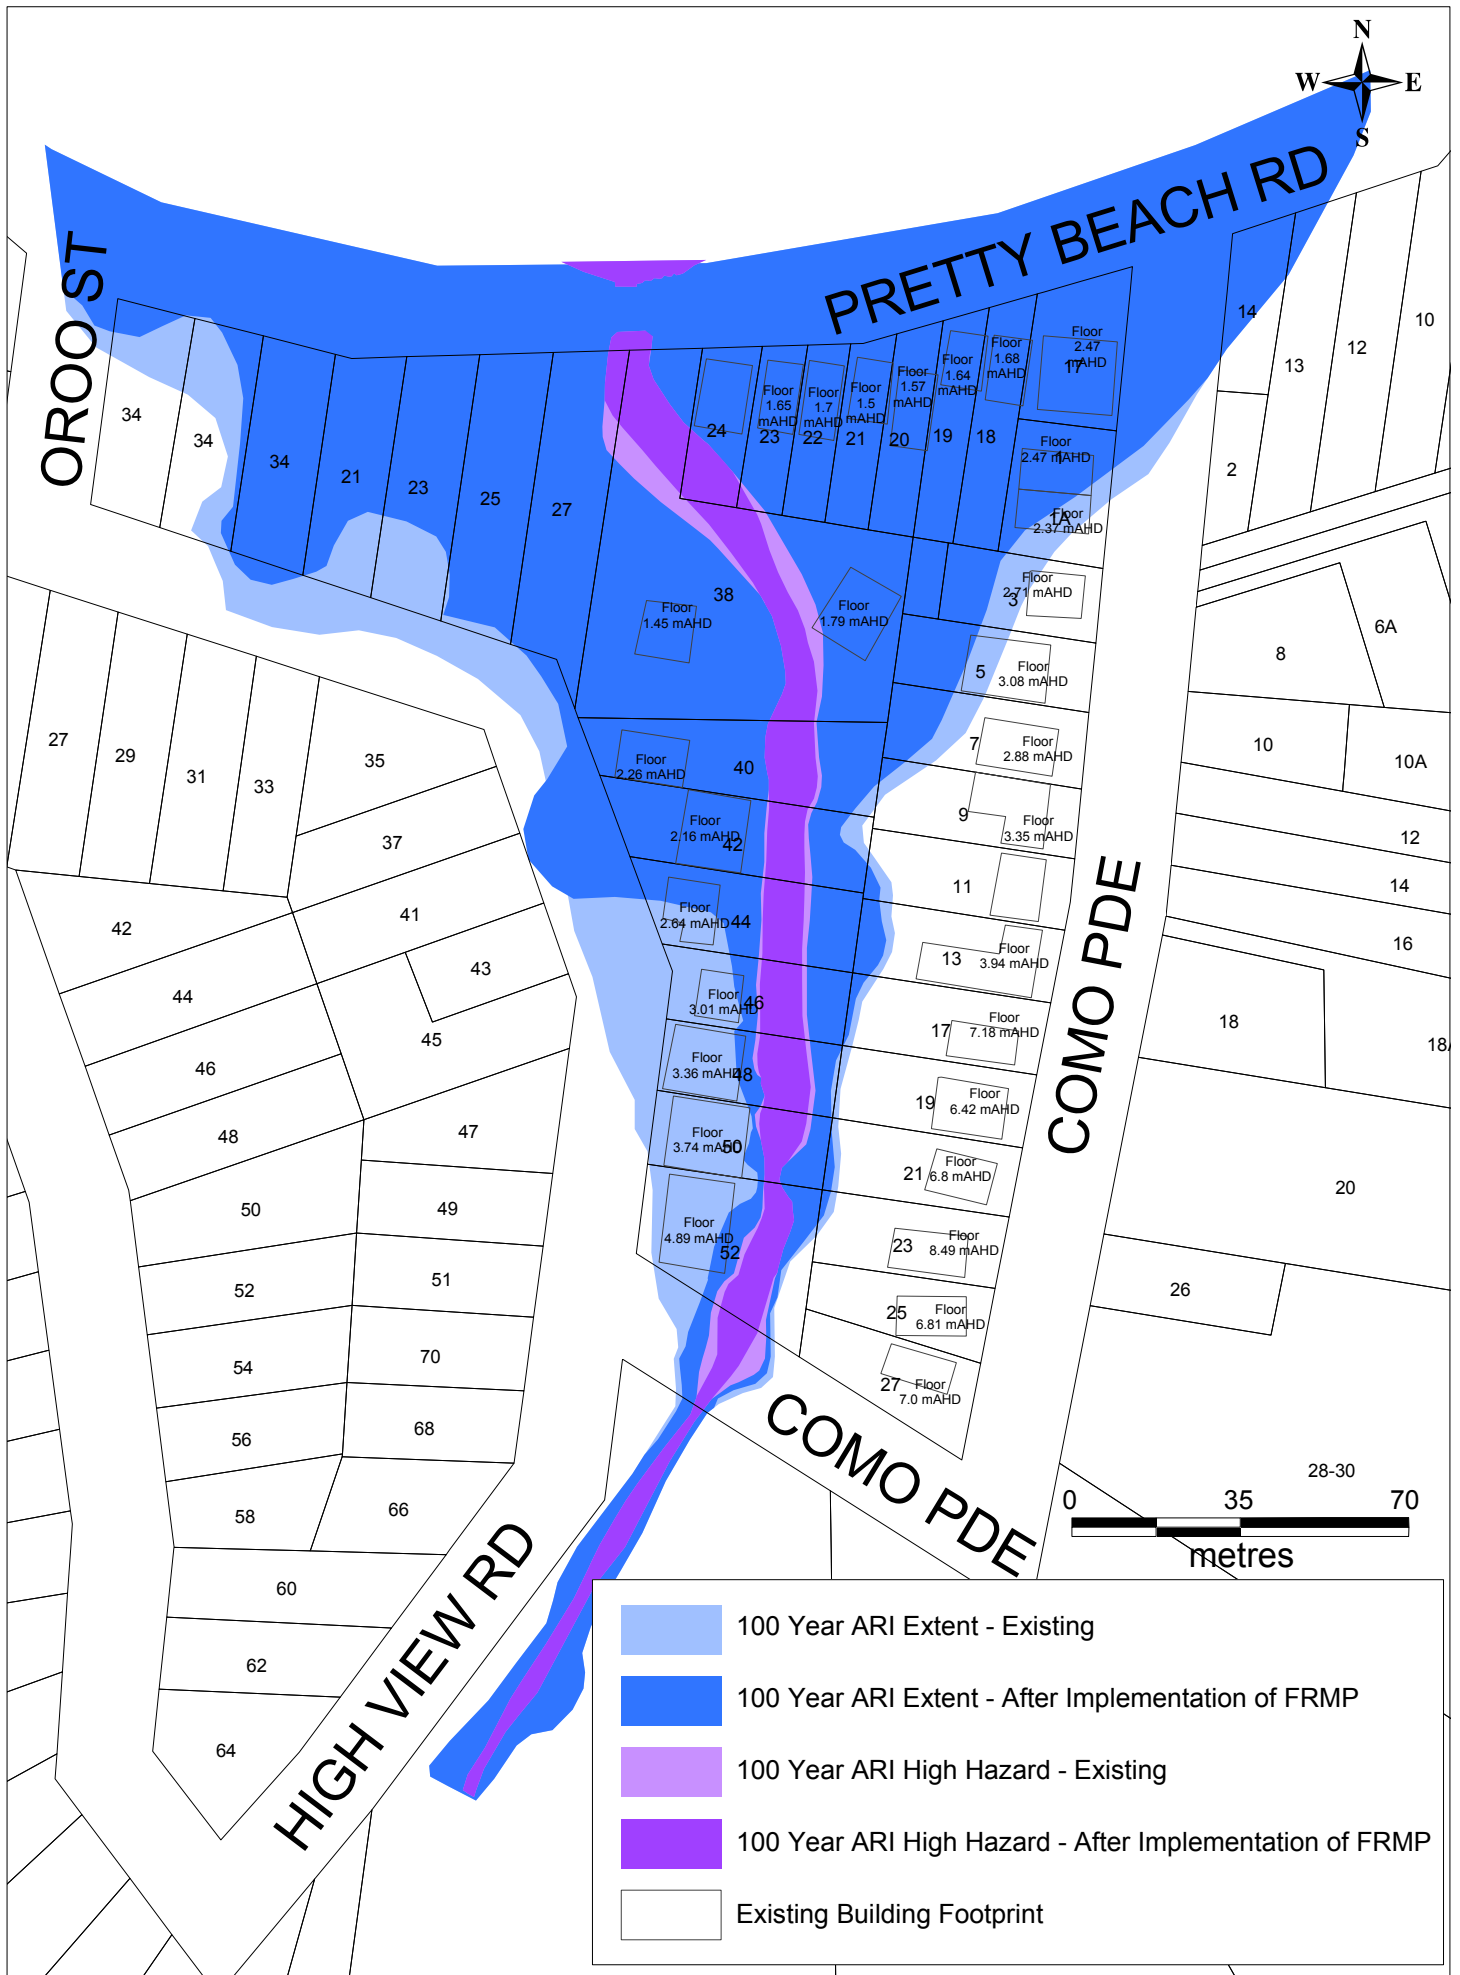 N
W E
S
PRETTY BEACH RD
OROO ST
14
13
12
10
2
34
34
34
21
23
25
27
24
Floor
1.65
mAHD
23
Floor
1.7
mAHD
22
Floor
1.5
mAHD
21
Floor
1.57
mAHD
20
Floor
1.64
mAHD
19
Floor
1.68
mAHD
18
Floor
2.47
mAHD
17
Floor
2.47 mAHD
1
Floor
2.37 mAHD
1A
Floor
2.71 mAHD
3
38
Floor
1.45 mAHD
Floor
1.79 mAHD
5
Floor
3.08 mAHD
7
Floor
2.88 mAHD
9
Floor
3.35 mAHD
11
13
Floor
3.94 mAHD
17
Floor
7.18 mAHD
19
Floor
6.42 mAHD
21
Floor
6.8 mAHD
23
Floor
8.49 mAHD
25
Floor
6.81 mAHD
27
Floor
7.0 mAHD
Floor
2.26 mAHD
40
Floor
2.16 mAHD
42
Floor
2.64 mAHD
44
Floor
3.01 mAHD
46
Floor
3.36 mAHD
48
Floor
3.74 mAHD
50
Floor
4.89 mAHD
52
6A
8
10
10A
12
14
16
18
18A
20
26
28-30
27
29
31
33
35
37
41
43
45
47
49
51
70
68
66
42
44
46
48
50
52
54
56
58
60
62
64
COMO PDE
COMO PDE
HIGH VIEW RD
0 35 70
metres
100 Year ARI Extent - Existing
100 Year ARI Extent - After Implementation of FRMP
100 Year ARI High Hazard - Existing
100 Year ARI High Hazard - After Implementation of FRMP
Existing Building Footprint